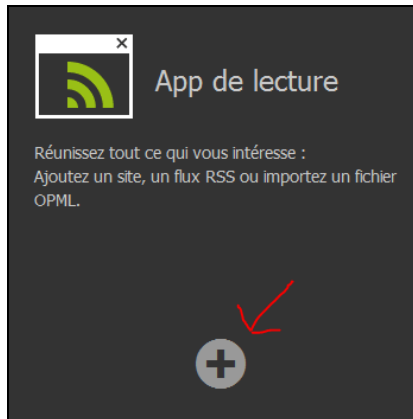 App de lecture
Réunissez tout ce qui vous intéresse :
Ajoutez un site, un flux RSS ou importez un fichier
OPML.